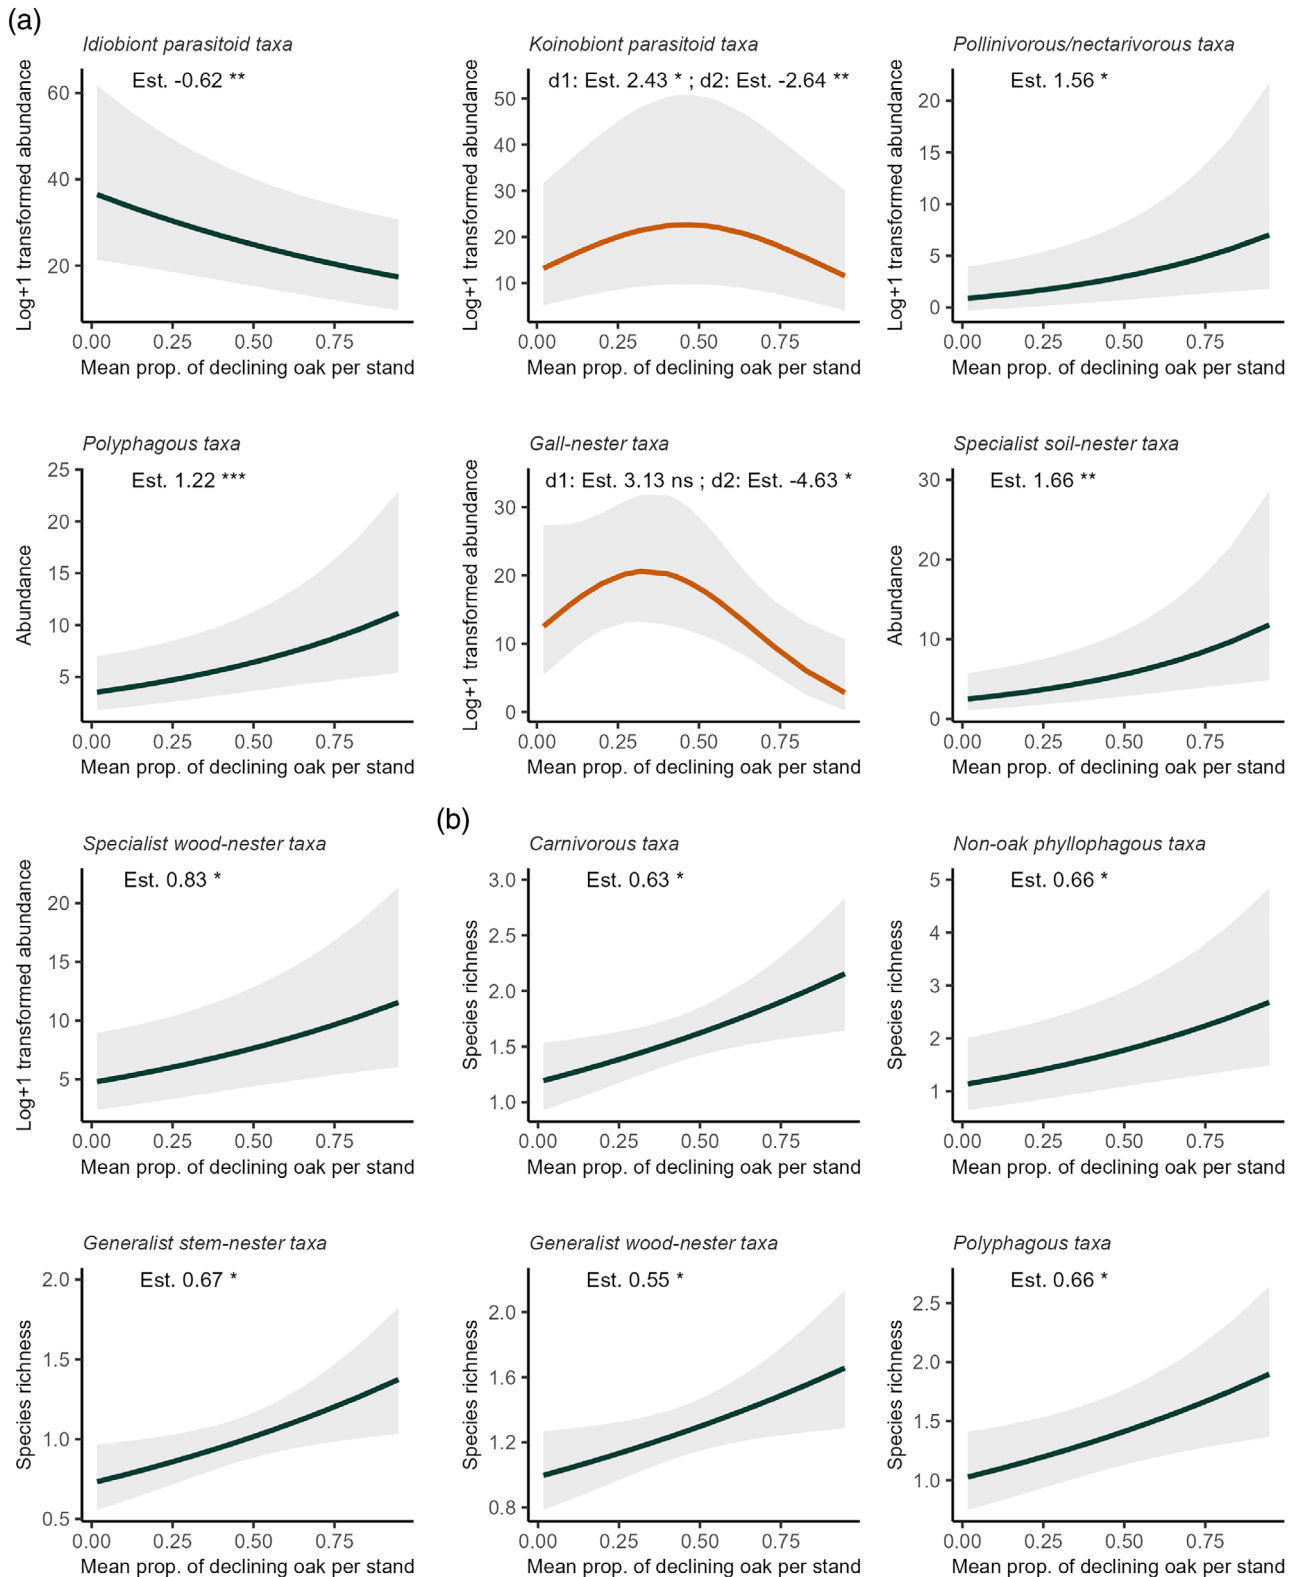 (a)
Idiobiont parasitoid taxa
Est. -0.62 **
Log+1 transformed abundance
60
40
20
0.00 0.25 0.50 0.75
Mean prop. of declining oak per stand
Koinobiont parasitoid taxa
d1: Est. 2.43 * ; d2: Est. -2.64 **
Log+1 transformed abundance
50
40
30
20
10
0.00 0.25 0.50 0.75
Mean prop. of declining oak per stand
Pollinivorous/nectarivorous taxa
Est. 1.56 *
Log+1 transformed abundance
20
15
10
5
0
0.00 0.25 0.50 0.75
Mean prop. of declining oak per stand
Polyphagous taxa
Est. 1.22 ***
Abundance
25
20
15
10
5
0.00 0.25 0.50 0.75
Mean prop. of declining oak per stand
Gall-nester taxa
d1: Est. 3.13 ns ; d2: Est. -4.63 *
Log+1 transformed abundance
30
20
10
0
0.00 0.25 0.50 0.75
Mean prop. of declining oak per stand
Specialist soil-nester taxa
Est. 1.66 **
Abundance
30
20
10
0
0.00 0.25 0.50 0.75
Mean prop. of declining oak per stand
Specialist wood-nester taxa
Est. 0.83 *
Log+1 transformed abundance
20
15
10
5
0.00 0.25 0.50 0.75
Mean prop. of declining oak per stand
(b)
Carnivorous taxa
Est. 0.63 *
Species richness
3.0
2.5
2.0
1.5
1.0
0.00 0.25 0.50 0.75
Mean prop. of declining oak per stand
Non-oak phyllophagous taxa
Est. 0.66 *
Species richness
5
4
3
2
1
0.00 0.25 0.50 0.75
Mean prop. of declining oak per stand
Generalist stem-nester taxa
Est. 0.67 *
Species richness
2.0
1.5
1.0
0.5
0.00 0.25 0.50 0.75
Mean prop. of declining oak per stand
Generalist wood-nester taxa
Est. 0.55 *
Species richness
2.0
1.6
1.2
0.8
0.00 0.25 0.50 0.75
Mean prop. of declining oak per stand
Polyphagous taxa
Est. 0.66 *
Species richness
2.5
2.0
1.5
1.0
0.00 0.25 0.50 0.75
Mean prop. of declining oak per stand